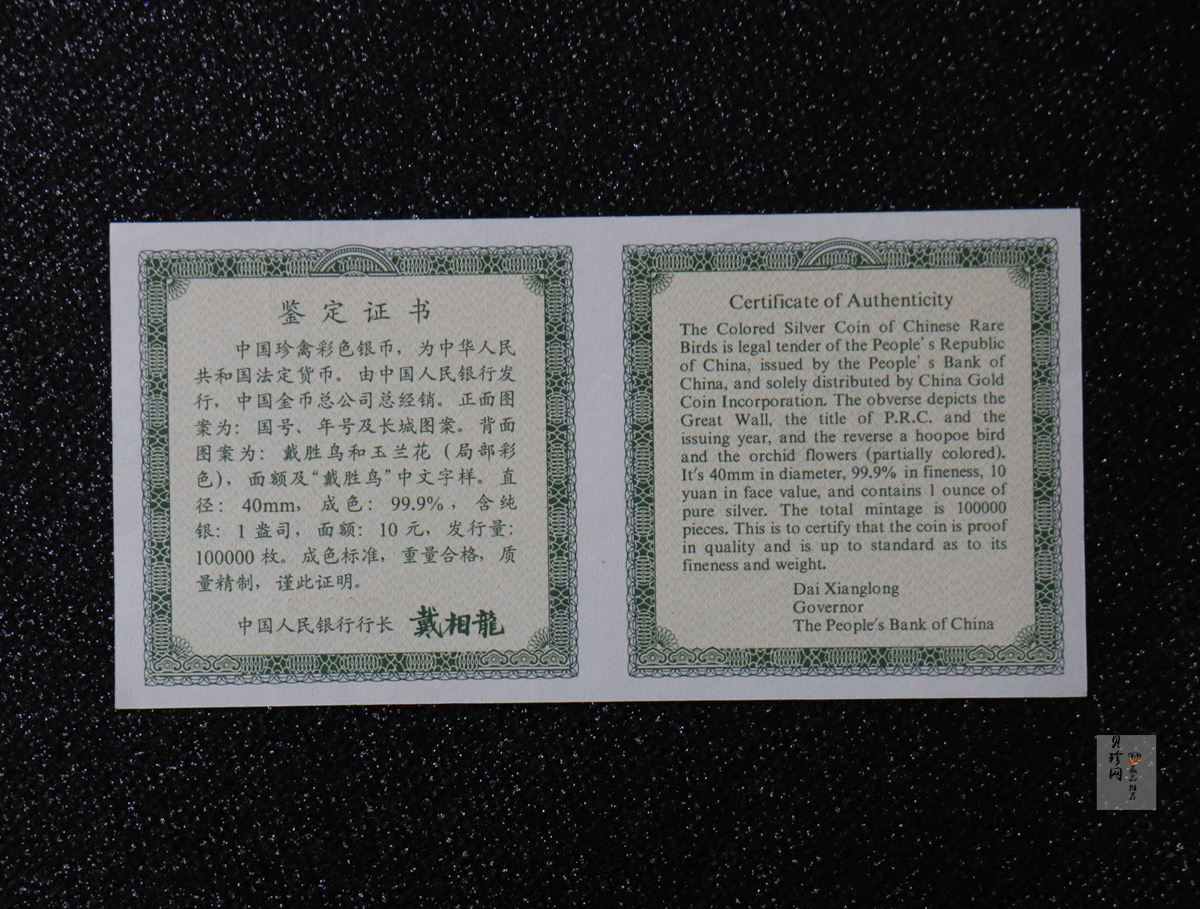 鉴定证书
中国珍禽彩色银币，为中华人民
共和国法定货币。由中国人民银行发
行，中国金币总公司总经销。正面图
案为：国号、年号及长城图案。背面
图案为：戴胜鸟和玉兰花（局部彩
色），面额及“戴胜鸟”中文字样。直
径：40mm，成色：99.9%，含纯
银：1盎司，面额：10元，发行量：
100000枚。成色标准，重量合格，质
量精制，谨此证明。
中国人民银行行长 戴相龍
Certificate of Authenticity
The Colored Silver Coin of Chinese Rare
Birds is legal tender of the People's Republic
of China, issued by the People's Bank of
China, and solely distributed by China Gold
Coin Incorporation. The obverse depicts the
Great Wall, the title of P.R.C. and the
issuing year, and the reverse a hoopoe bird
and the orchid flowers (partially colored).
It's 40mm in diameter, 99.9% in fineness, 10
yuan in face value, and contains 1 ounce of
pure silver. The total mintage is 100000
pieces. This is to certify that the coin is proof
in quality and is up to standard as to its
fineness and weight.
Dai Xianglong
Governor
The People's Bank of China
贝珍网